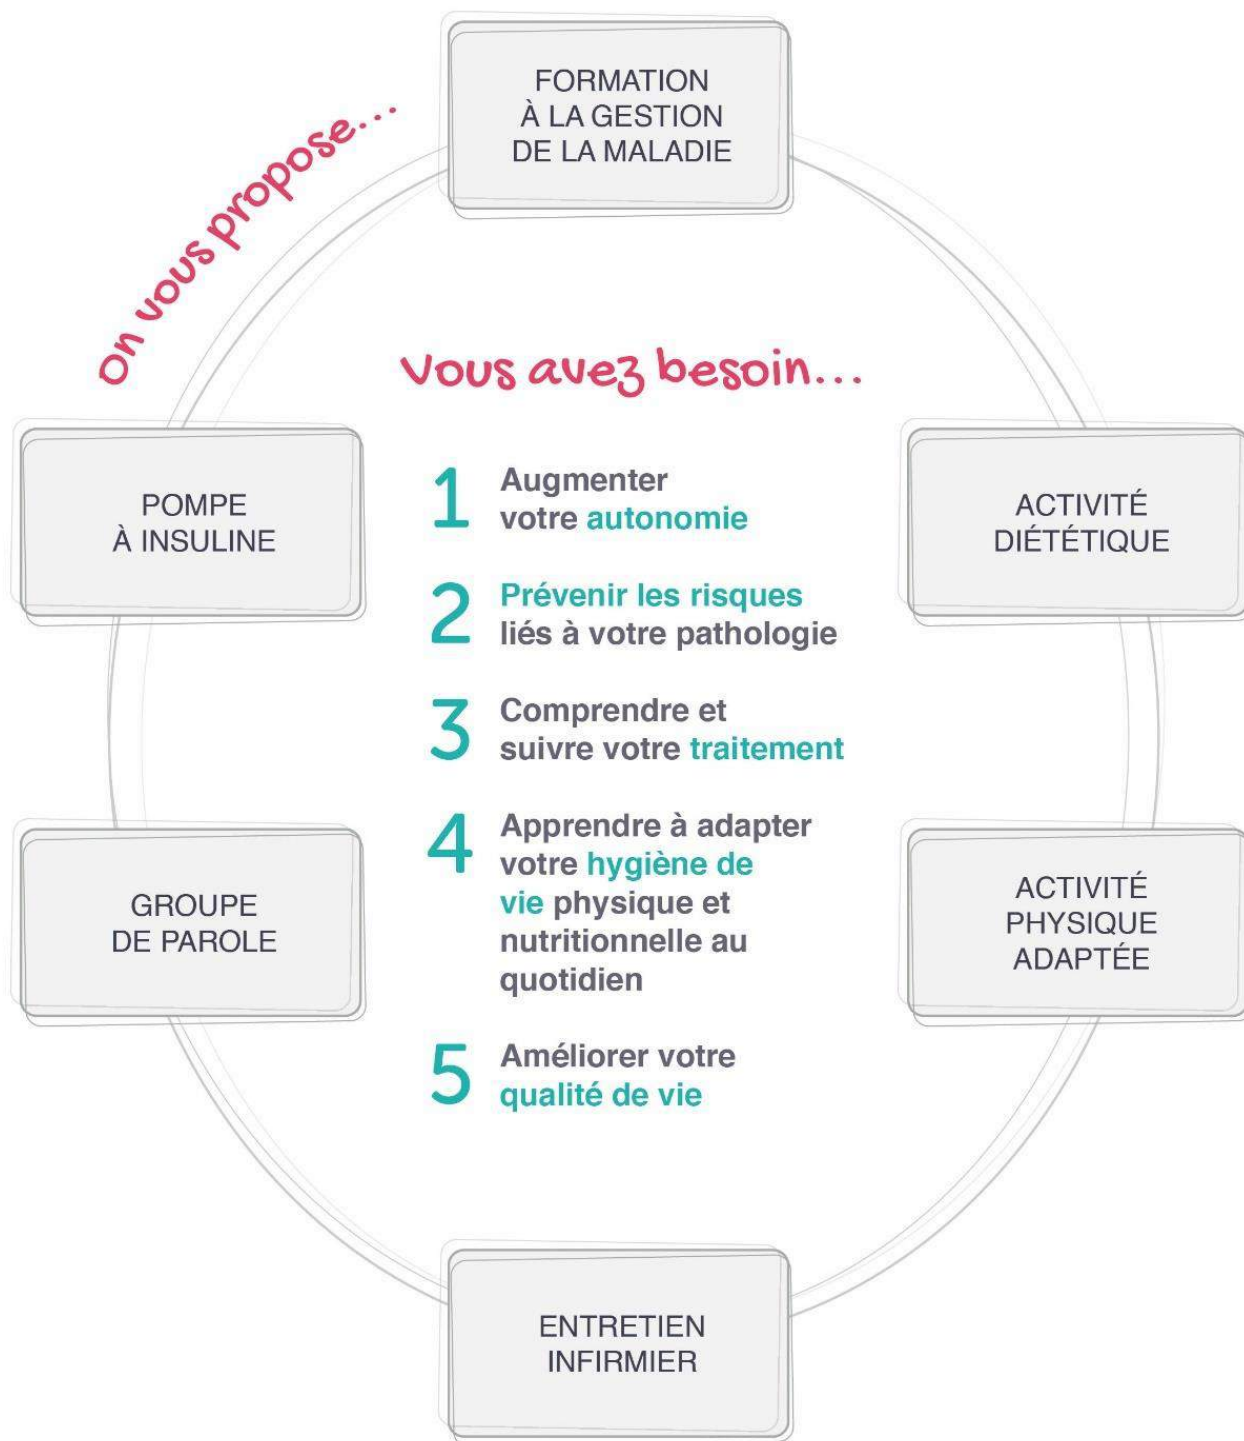 On vous propose...
FORMATION
À LA GESTION
DE LA MALADIE
Vous avez besoin...
POMPE
À INSULINE
ACTIVITÉ
DIÉTÉTIQUE
1 Augmenter
votre autonomie
2 Prévenir les risques
liés à votre pathologie
3 Comprendre et
suivre votre traitement
4 Apprendre à adapter
votre hygiène de
vie physique et
nutritionnelle au
quotidien
5 Améliorer votre
qualité de vie
GROUPE
DE PAROLE
ACTIVITÉ
PHYSIQUE
ADAPTÉE
ENTRETIEN
INFIRMIER